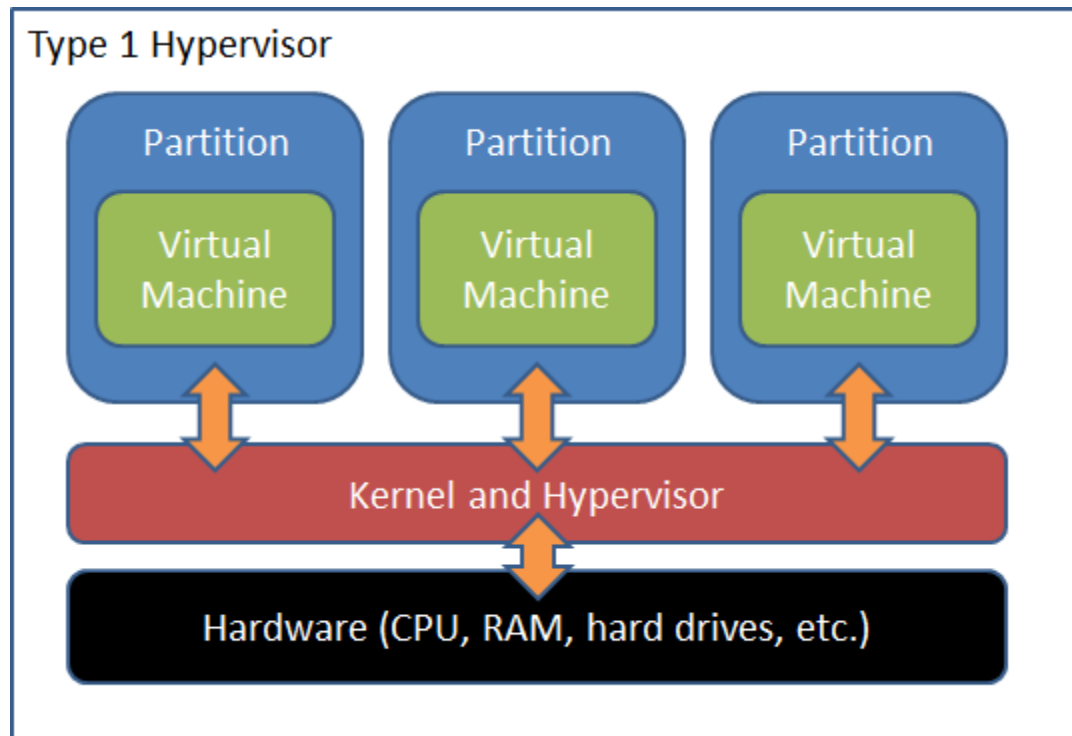 Type 1 Hypervisor
Partition
Virtual
Machine
Partition
Virtual
Machine
Partition
Virtual
Machine
Kernel and Hypervisor
Hardware (CPU, RAM, hard drives, etc.)